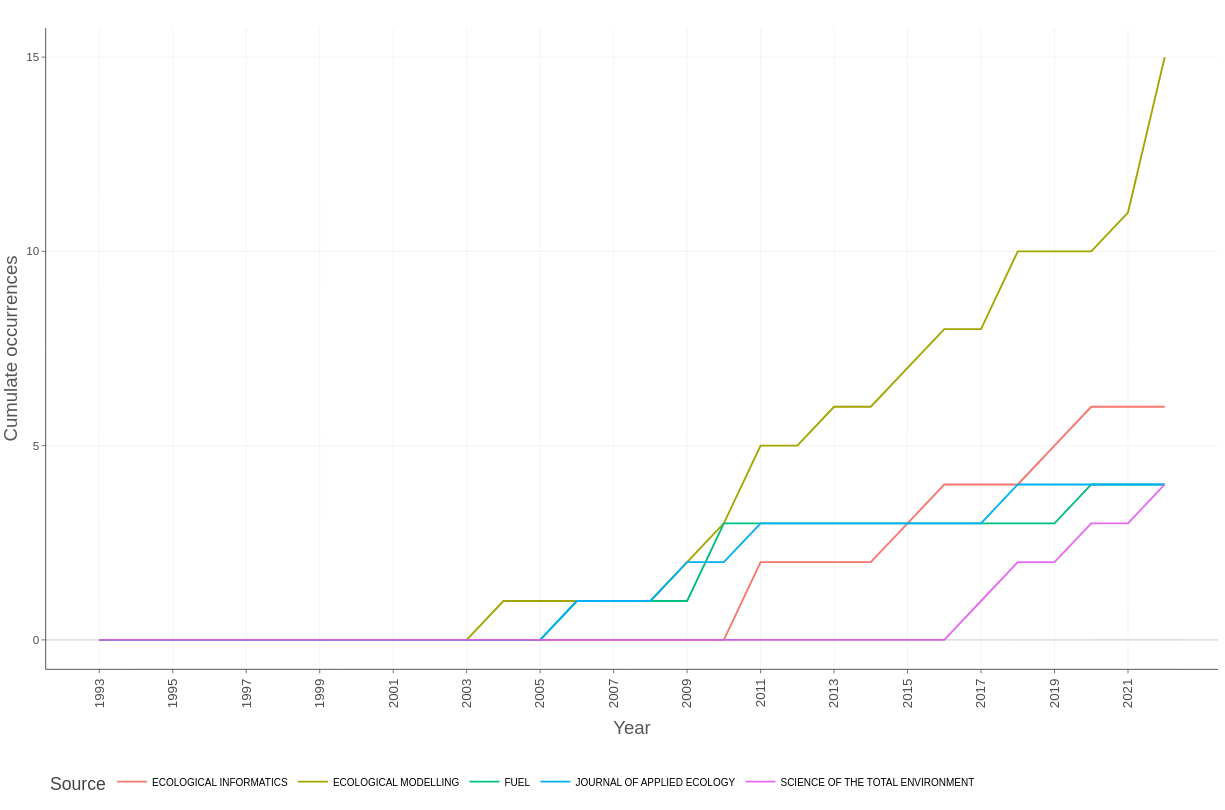 15
10
5
0
Cumulate occurrences
1993 1995 1997 1999 2001 2003 2005 2007 2009 2011 2013 2015 2017 2019 2021
Year
Source ECOLOGICAL INFORMATICS ECOLOGICAL MODELLING FUEL JOURNAL OF APPLIED ECOLOGY SCIENCE OF THE TOTAL ENVIRONMENT